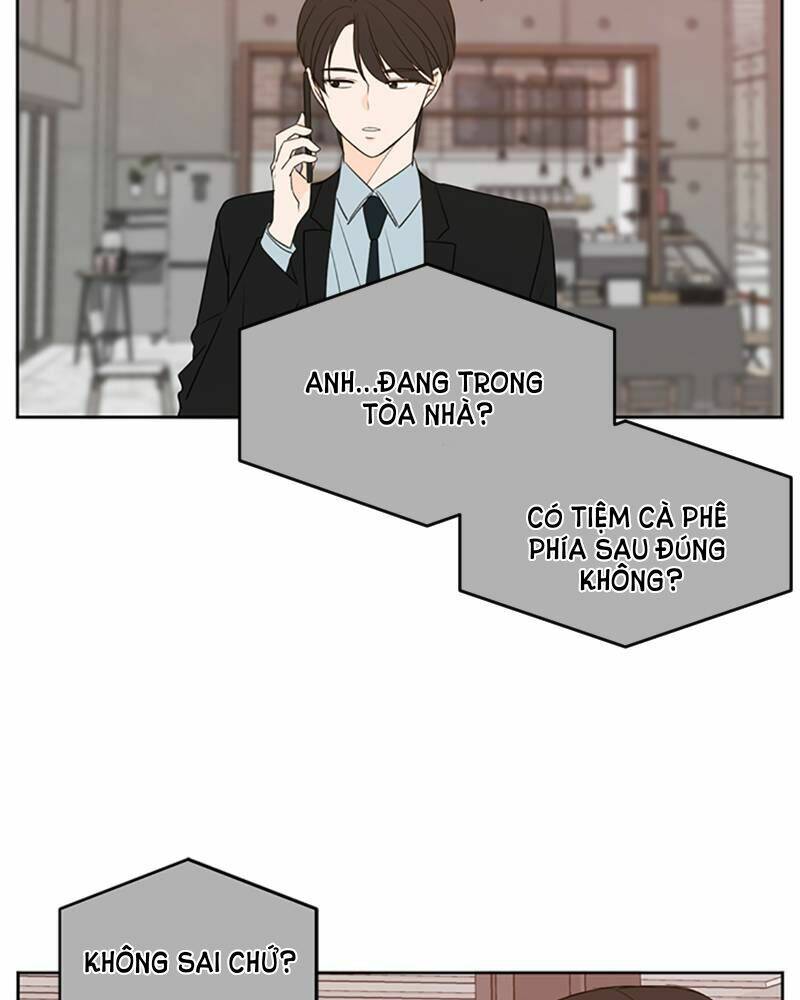 ANH...ĐANG TRONG
TÒA NHÀ?
CÓ TIỆM CÀ PHÊ
PHÍA SAU ĐÚNG
KHÔNG?
KHÔNG SAI CHỨ?